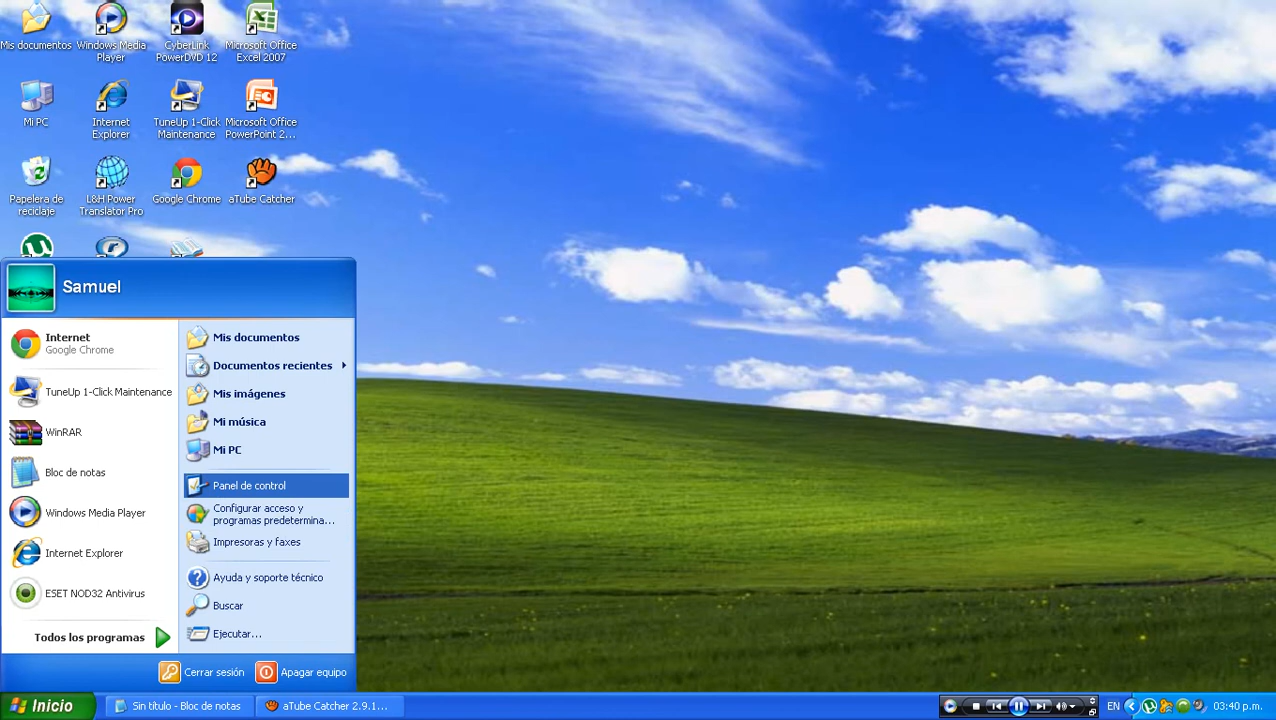 Mis documentos
Windows Media
Player
CyberLink
PowerDVD 12
Microsoft Office
Excel 2007
Mi PC
Internet
Explorer
TuneUp 1-Click
Maintenance
Microsoft Office
PowerPoint 2...
Papelera de
reciclaje
L&H Power
Translator Pro
Google Chrome
aTube Catcher
Samuel
Internet
Google Chrome
TuneUp 1-Click Maintenance
WinRAR
Bloc de notas
Windows Media Player
Internet Explorer
ESET NOD32 Antivirus
Todos los programas
Mis documentos
Documentos recientes
Mis imágenes
Mi música
Mi PC
Panel de control
Configurar acceso y
programas predetermina...
Impresoras y faxes
Ayuda y soporte técnico
Buscar
Ejecutar...
Cerrar sesión
Apagar equipo
Inicio
Sin título - Bloc de notas
aTube Catcher 2.9.1...
EN
03:40 p.m.